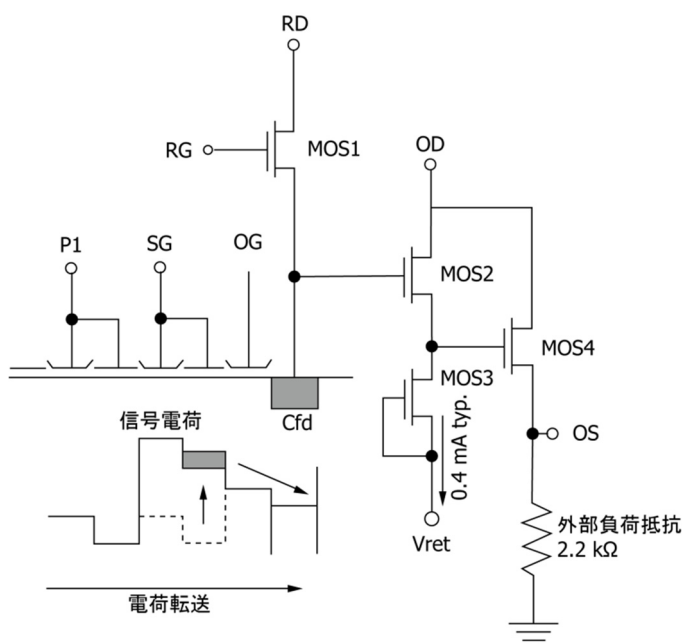 RD
RG
MOS1
OD
P1
SG
OG
MOS2
MOS4
MOS3
Cfd
0.4 mA typ.
OS
信号電荷
Vret
外部負荷抵抗
2.2 kΩ
電荷転送